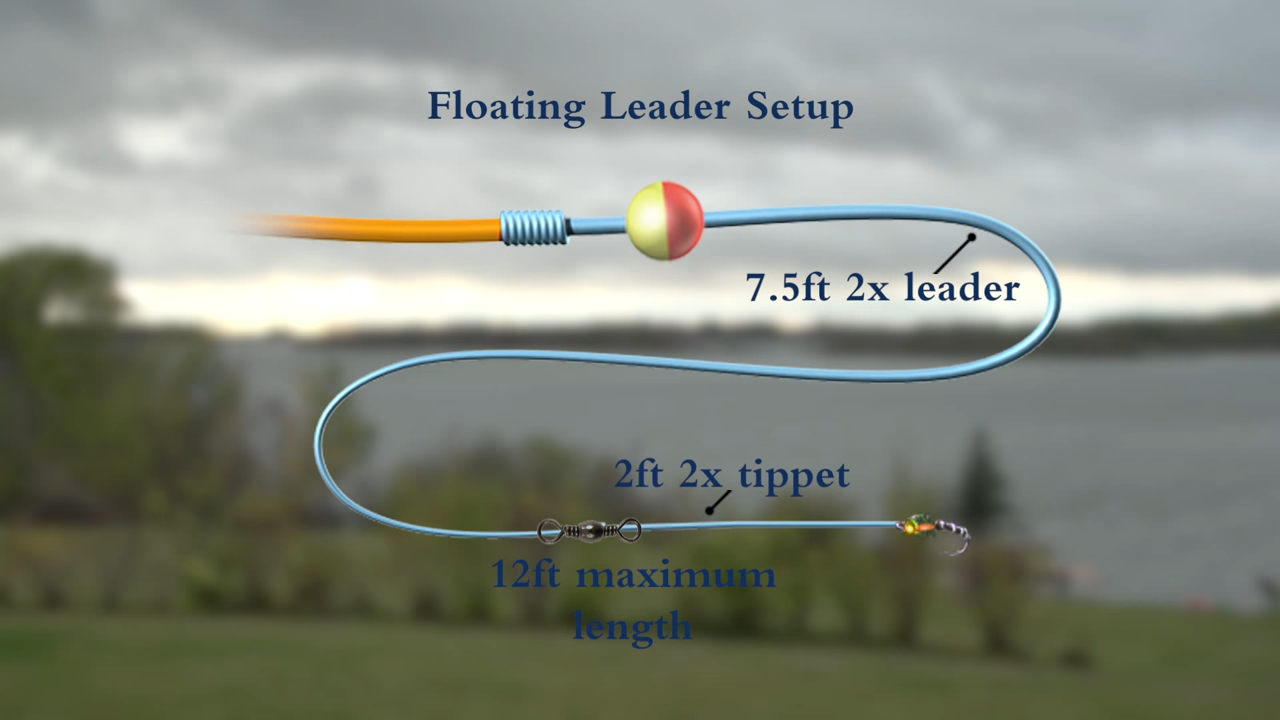 Floating Leader Setup
7.5ft 2x leader
2ft 2x tippet
12ft maximum
length